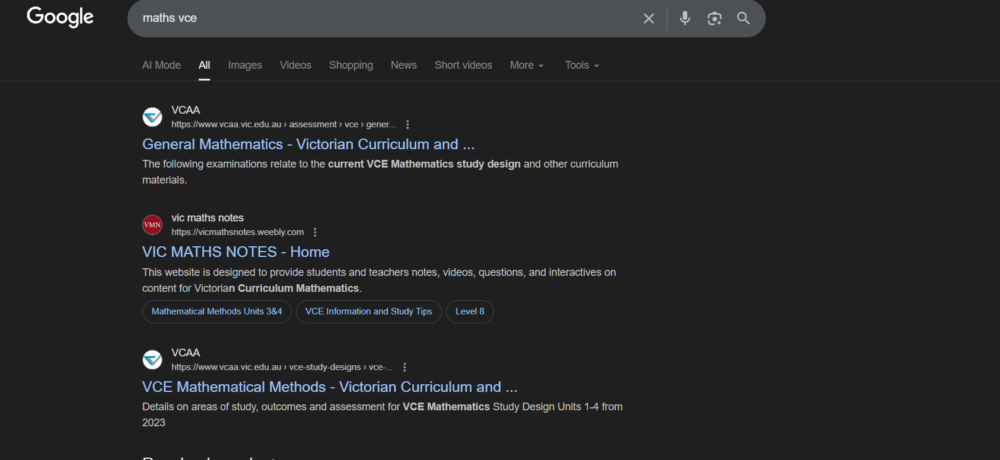 Google
maths vce
AI Mode All Images Videos Shopping News Short videos More Tools
VCAA
https://www.vcaa.vic.edu.au › assessment › vce › gener...
General Mathematics - Victorian Curriculum and ...
The following examinations relate to the current VCE Mathematics study design and other curriculum
materials.
VMN
vic maths notes
https://vicmathsnotes.weebly.com
VIC MATHS NOTES - Home
This website is designed to provide students and teachers notes, videos, questions, and interactives on
content for Victorian Curriculum Mathematics.
Mathematical Methods Units 3&4 VCE Information and Study Tips Level 8
VCAA
https://www.vcaa.vic.edu.au › vce-study-designs › vce-...
VCE Mathematical Methods - Victorian Curriculum and ...
Details on areas of study, outcomes and assessment for VCE Mathematics Study Design Units 1-4 from
2023